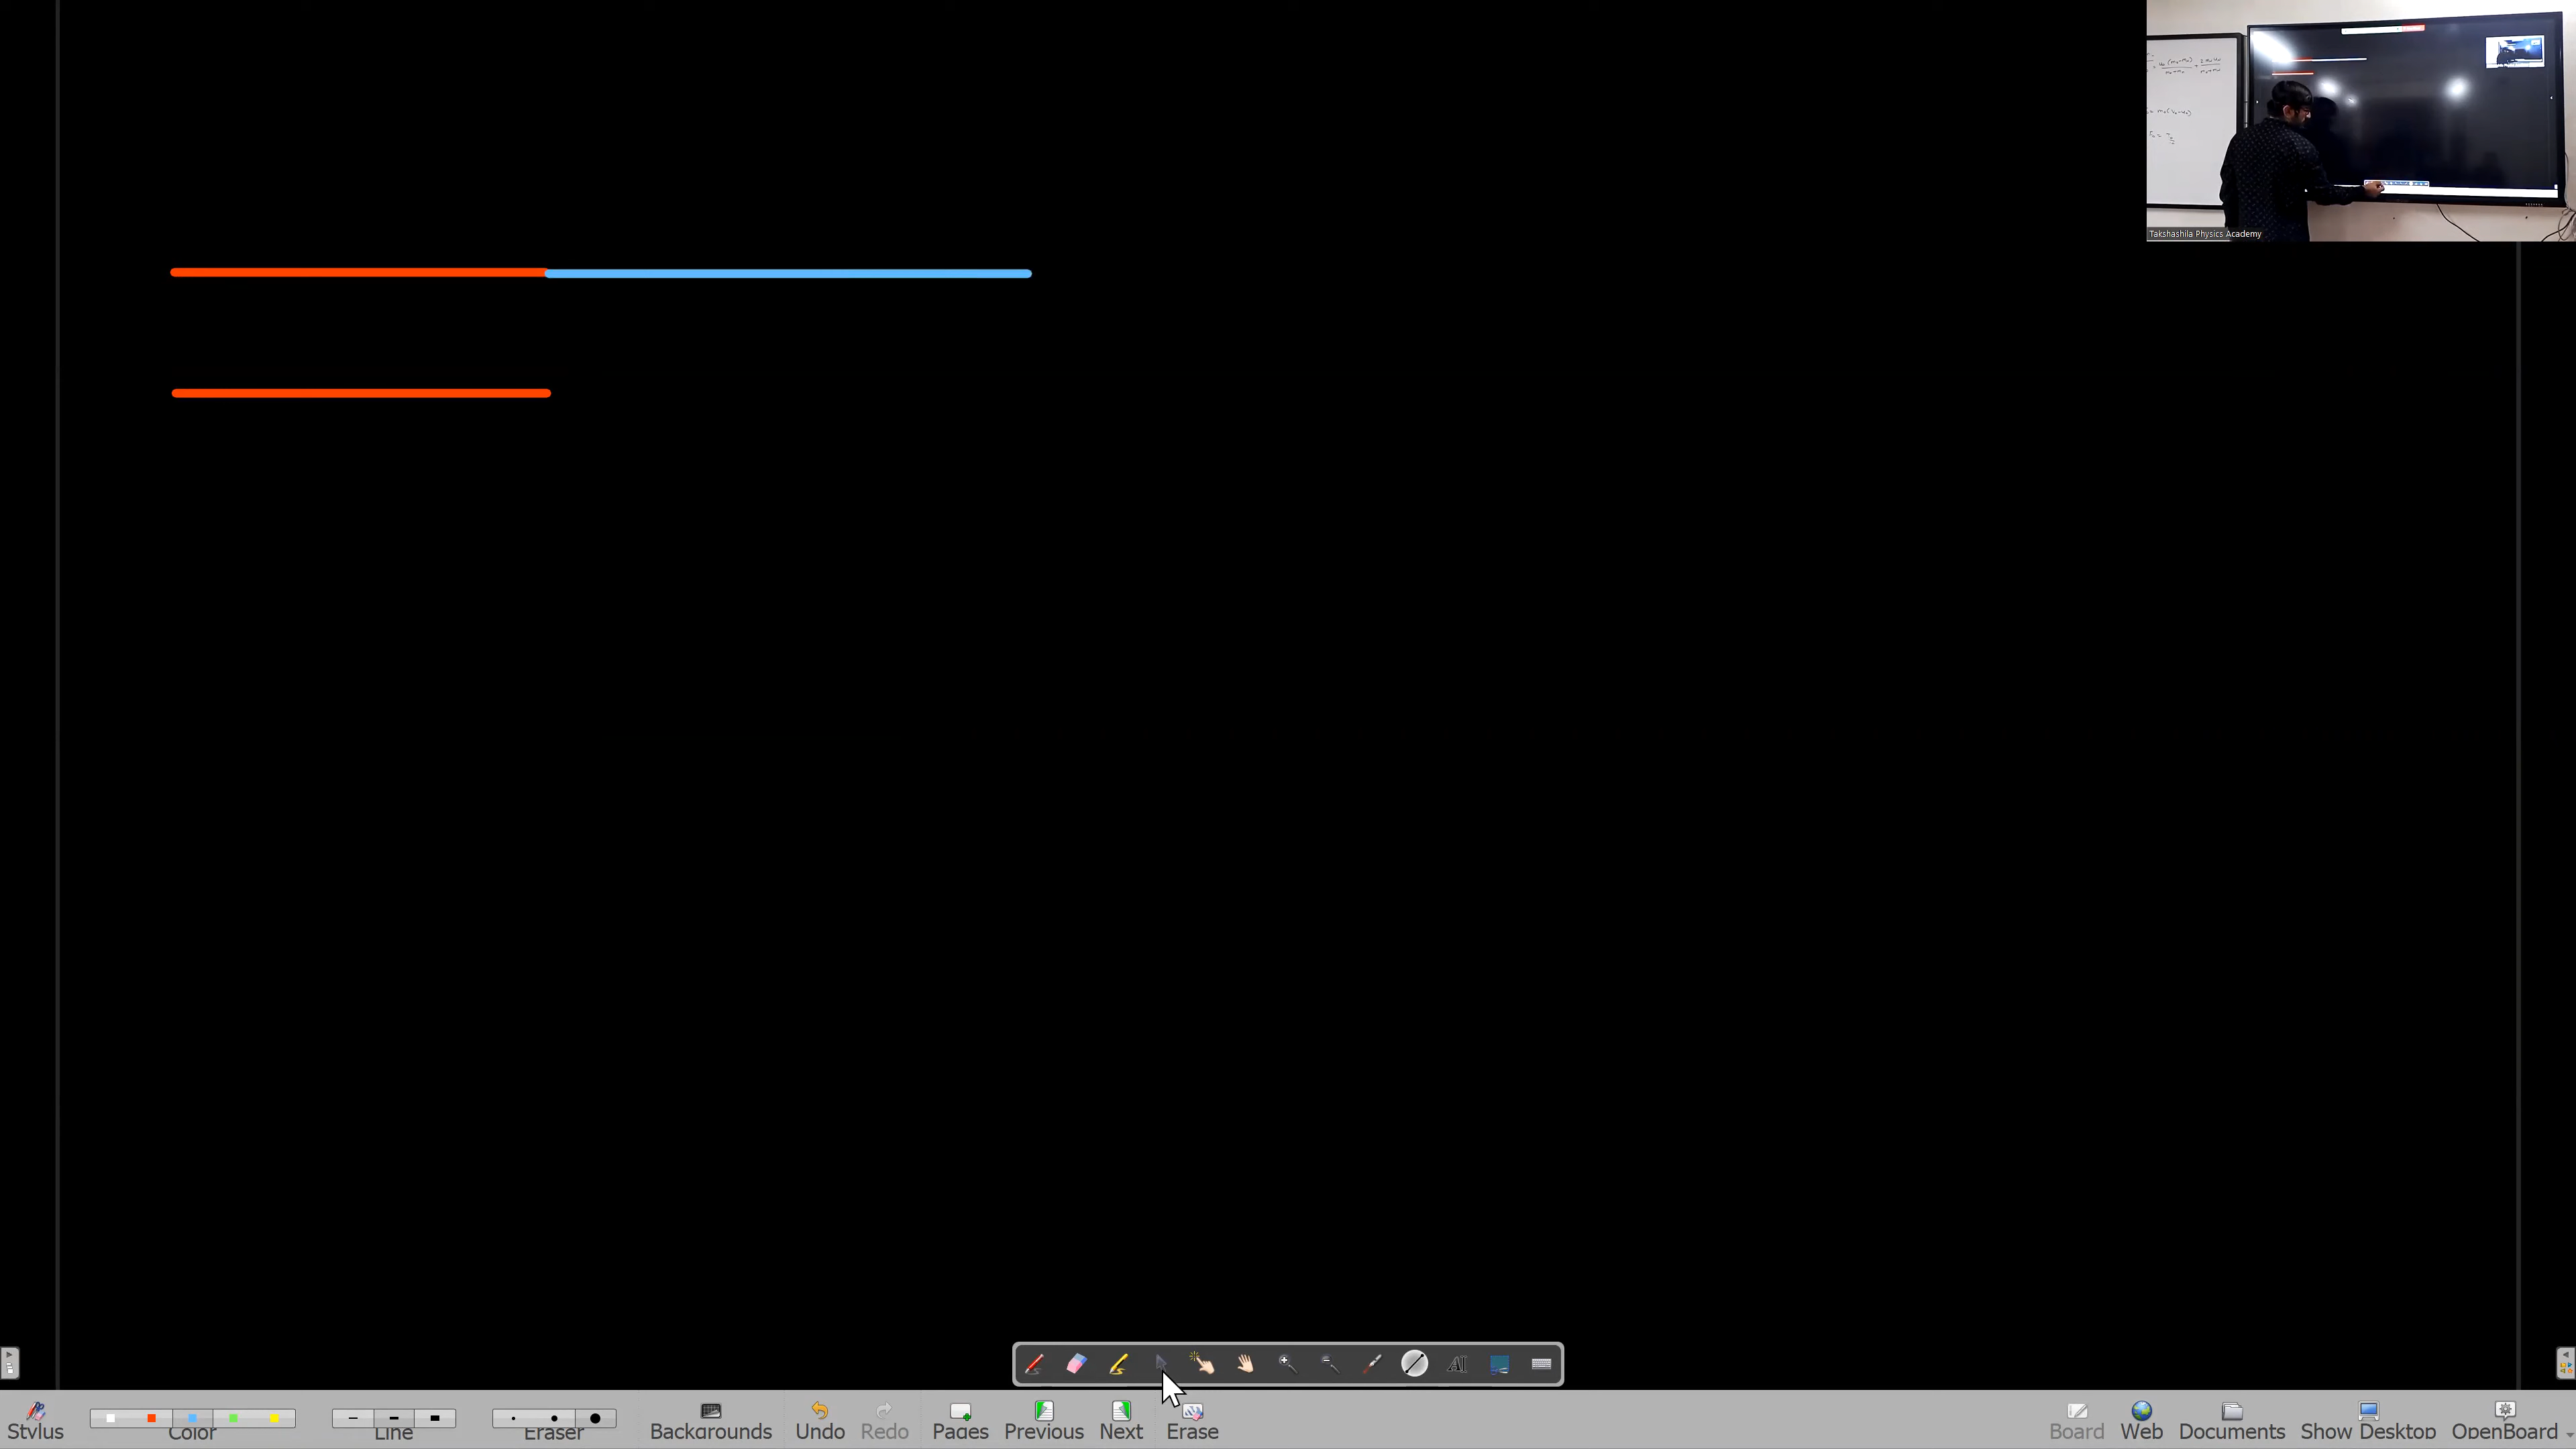 Takshashila Physics Academy
Stylus
Color
Line
Eraser
Backgrounds
Undo
Redo
Pages
Previous
Next
Erase
Board
Web
Documents
Show Desktop
OpenBoard
AI